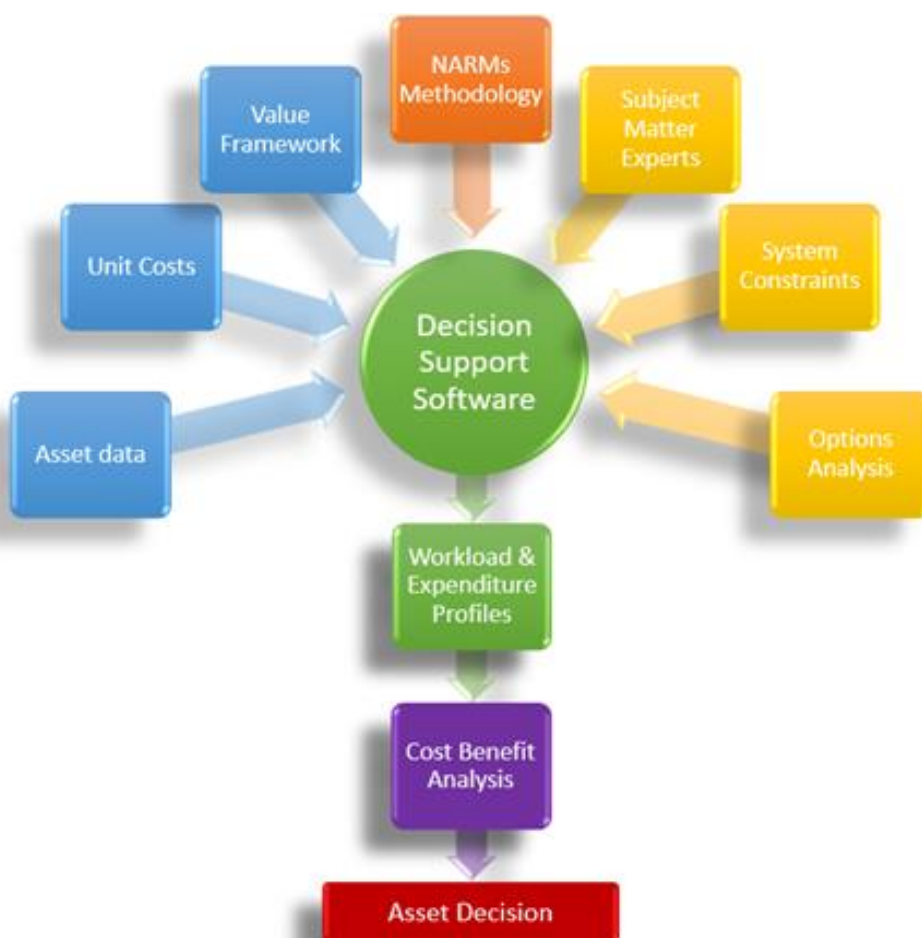 NARMs
Methodology
Value
Framework
Subject
Matter
Experts
Unit Costs
System
Constraints
Decision
Support
Software
Asset data
Options
Analysis
Workload &
Expenditure
Profiles
Cost Benefit
Analysis
Asset Decision